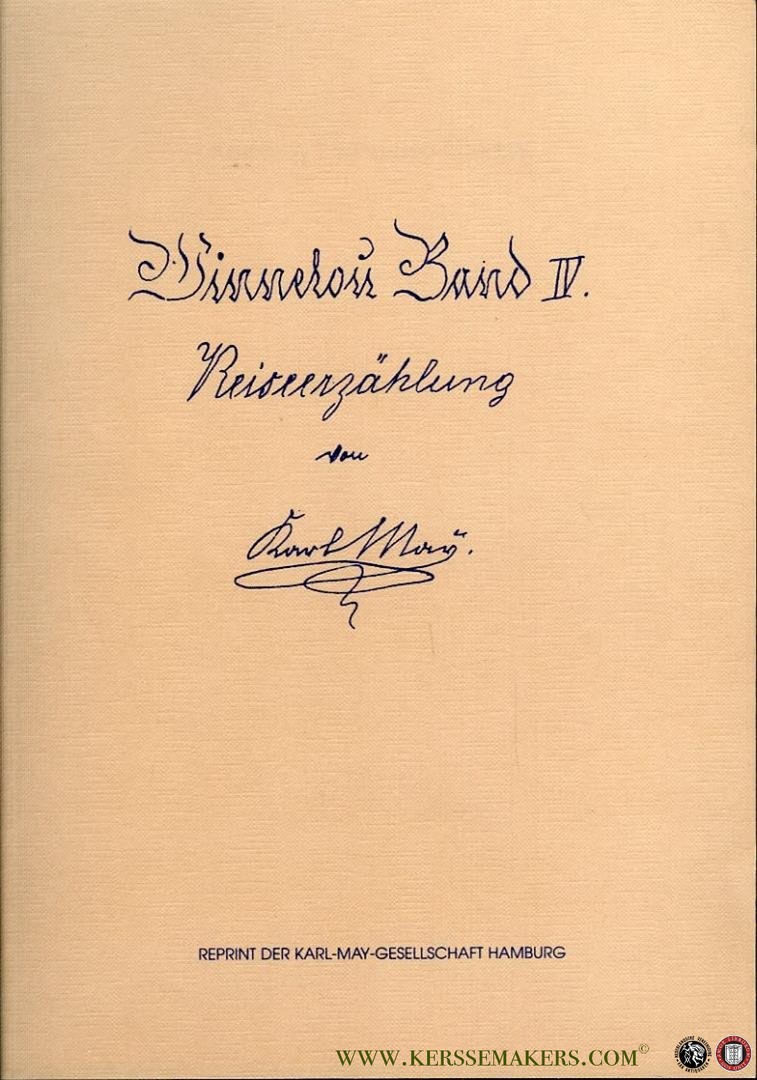 Winnetou Band IV.
Reiseerzählung
von
Karl May.
REPRINT DER KARL-MAY-GESELLSCHAFT HAMBURG
WWW.KERSSEMAKERS.COM©